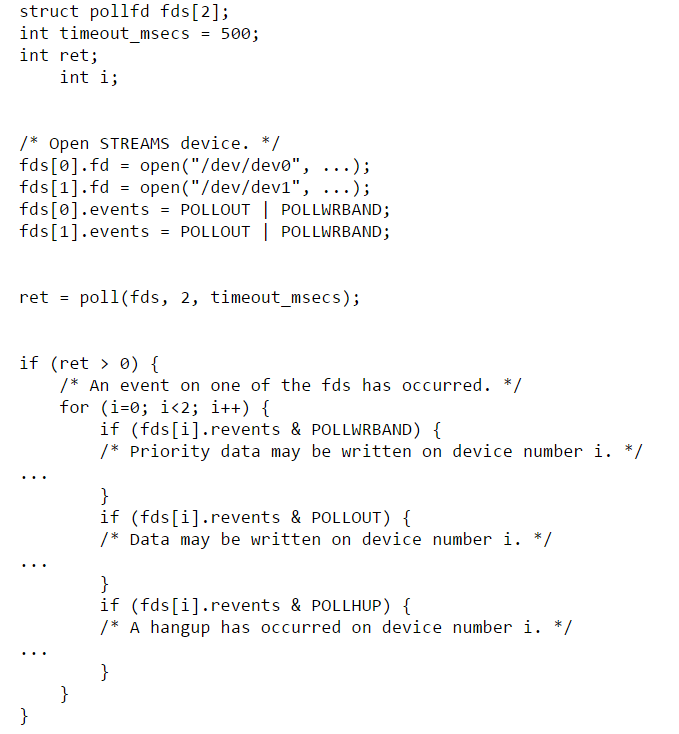 struct pollfd fds[2];
int timeout_msecs = 500;
int ret;
    int i;
/* Open STREAMS device. */
fds[0].fd = open("/dev/dev0", ...);
fds[1].fd = open("/dev/dev1", ...);
fds[0].events = POLLOUT | POLLWRBAND;
fds[1].events = POLLOUT | POLLWRBAND;
ret = poll(fds, 2, timeout_msecs);
if (ret > 0) {
    /* An event on one of the fds has occurred. */
    for (i=0; i<2; i++) {
        if (fds[i].revents & POLLWRBAND) {
        /* Priority data may be written on device number i. */
...
        }
        if (fds[i].revents & POLLOUT) {
        /* Data may be written on device number i. */
...
        }
        if (fds[i].revents & POLLHUP) {
        /* A hangup has occurred on device number i. */
...
        }
    }
}